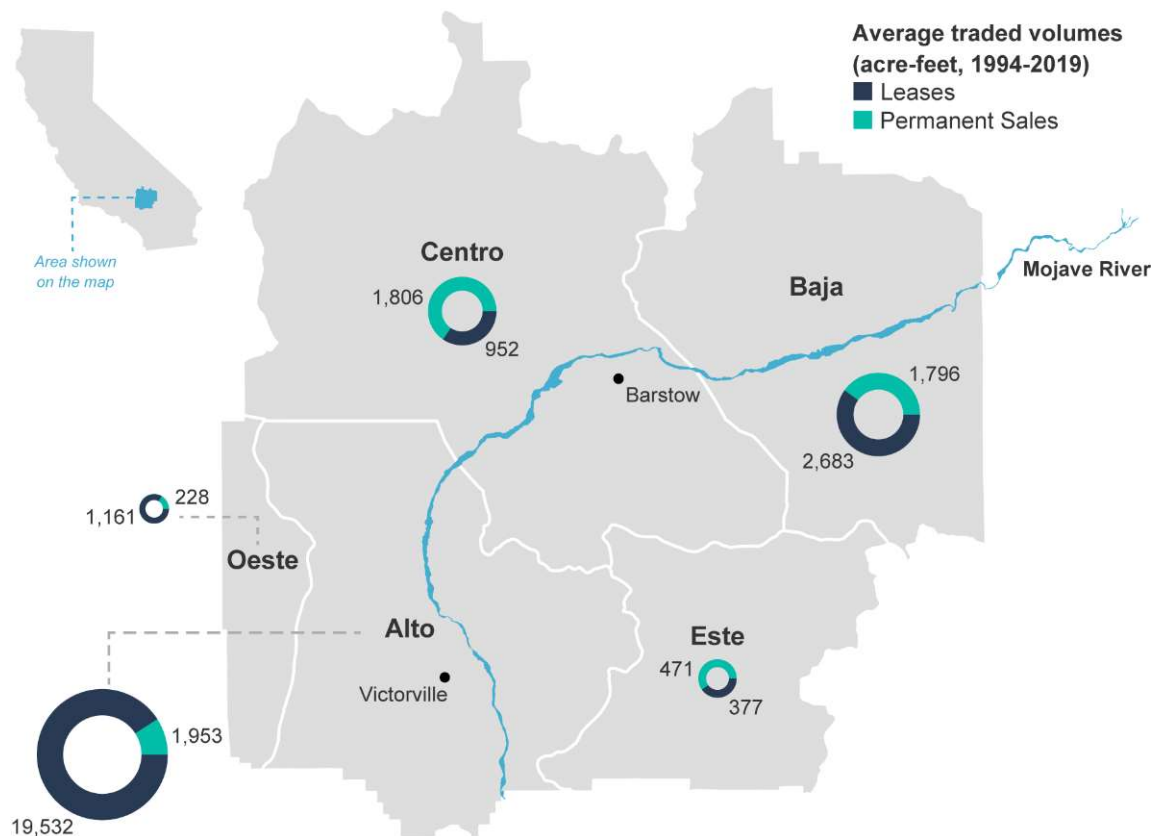 Average traded volumes
(acre-feet, 1994-2019)
Leases
Permanent Sales
Area shown
on the map
Centro
1,806
952
Baja
Mojave River
1,796
2,683
Barstow
228
1,161
Oeste
Alto
Este
471
377
Victorville
1,953
19,532